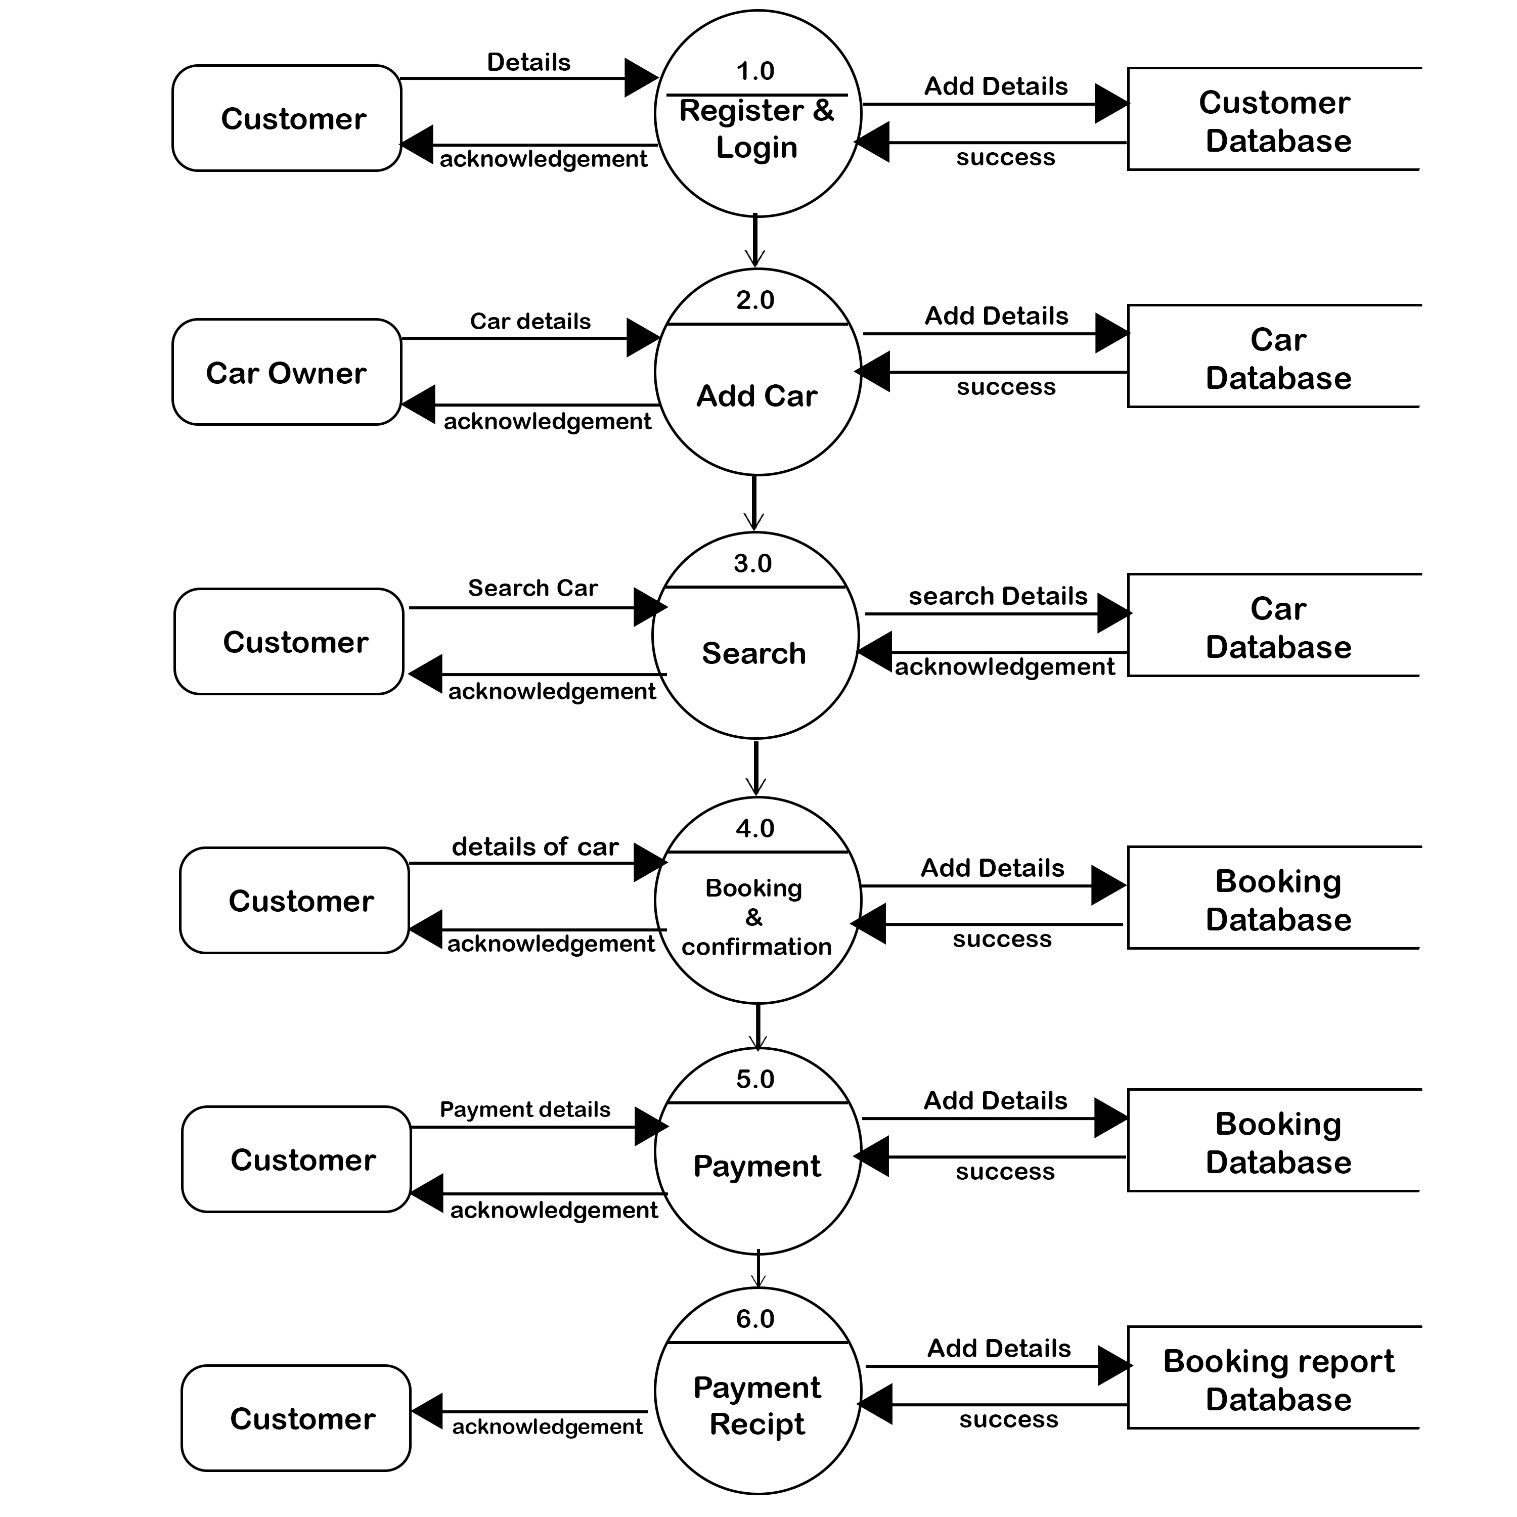 Details
1.0
Add Details
Customer
Register &
Login
Customer
Database
acknowledgement
success
Car details
2.0
Add Details
Car Owner
Add Car
Car
Database
acknowledgement
success
Search Car
3.0
search Details
Customer
Search
Car
Database
acknowledgement
acknowledgement
details of car
4.0
Add Details
Customer
Booking
&
confirmation
Booking
Database
acknowledgement
success
Payment details
5.0
Add Details
Customer
Payment
Booking
Database
acknowledgement
success
6.0
Add Details
Customer
Payment
Recipt
Booking report
Database
acknowledgement
success